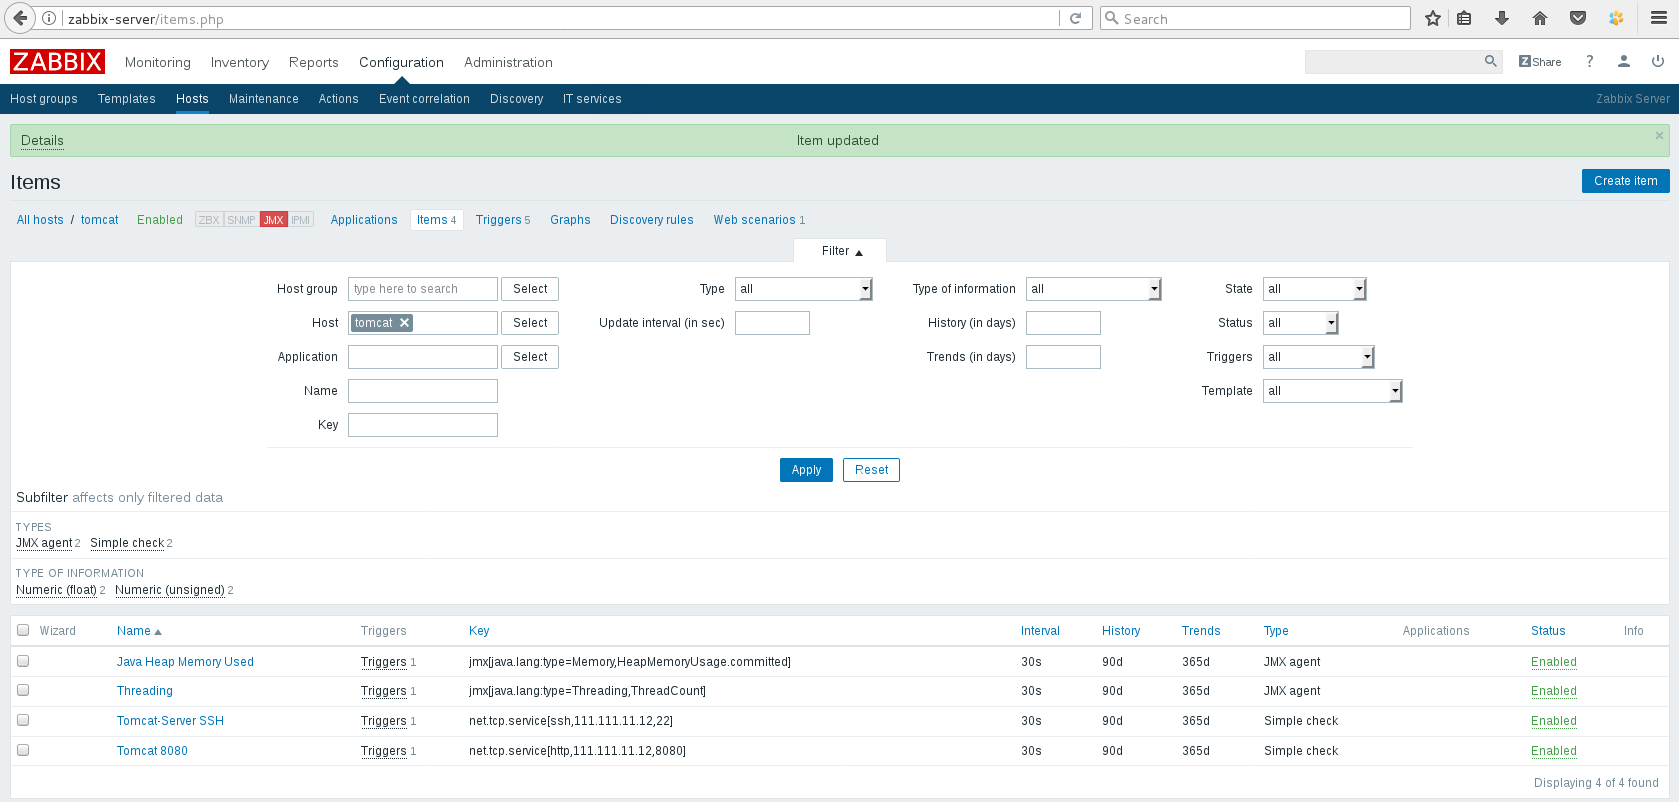 zabbix-server/items.php
Search
ZABBIX Monitoring Inventory Reports Configuration Administration
Z Share ?
Host groups Templates Hosts Maintenance Actions Event correlation Discovery IT services Zabbix Server
Details Item updated ×
Items Create item
All hosts / tomcat Enabled ZBX SNMP JMX IPMI Applications Items 4 Triggers 5 Graphs Discovery rules Web scenarios 1
Filter ▲
Host group type here to search Select Type all Type of information all State all
Host tomcat ✕ Select Update interval (in sec) History (in days) Status all
Application Select Trends (in days) Triggers all
Name Template all
Key
Apply Reset
Subfilter affects only filtered data
TYPES
JMX agent 2 Simple check 2
TYPE OF INFORMATION
Numeric (float) 2 Numeric (unsigned) 2
Wizard Name ▲ Triggers Key Interval History Trends Type Applications Status Info
Java Heap Memory Used Triggers 1 jmx[java.lang:type=Memory,HeapMemoryUsage.committed] 30s 90d 365d JMX agent Enabled
Threading Triggers 1 jmx[java.lang:type=Threading,ThreadCount] 30s 90d 365d JMX agent Enabled
Tomcat-Server SSH Triggers 1 net.tcp.service[ssh,111.111.11.12,22] 30s 90d 365d Simple check Enabled
Tomcat 8080 Triggers 1 net.tcp.service[http,111.111.11.12,8080] 30s 90d 365d Simple check Enabled
Displaying 4 of 4 found